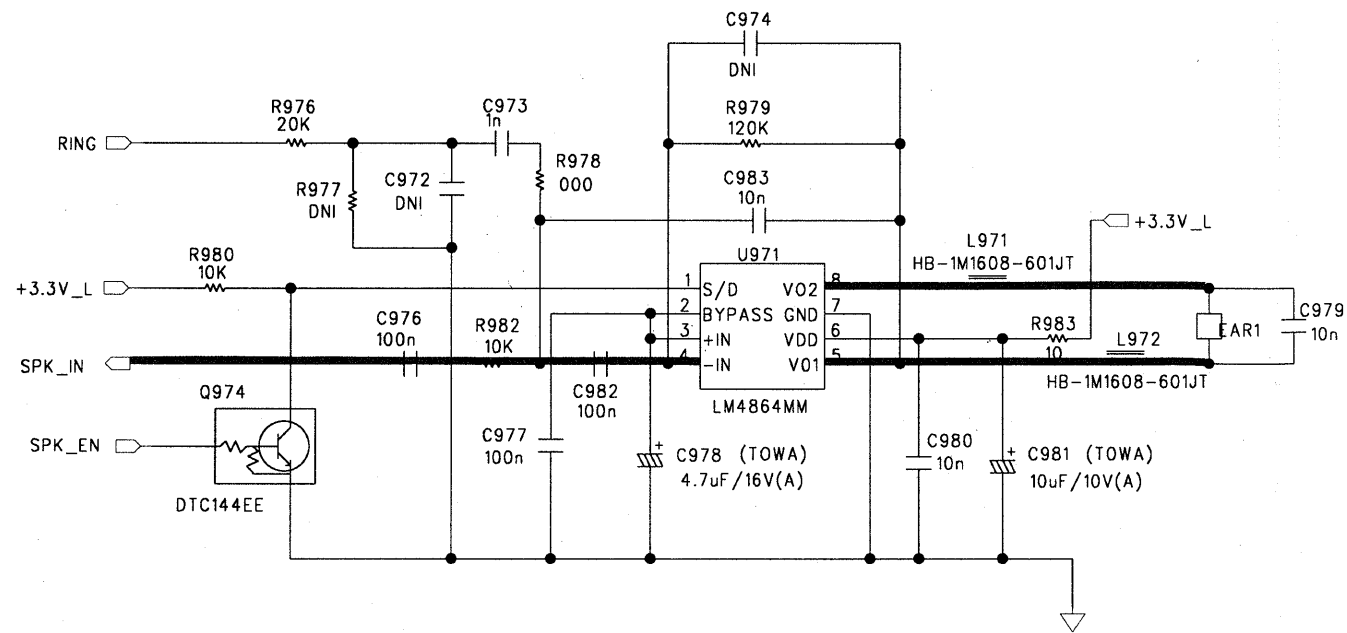 C974
DNI
R979
120K
C983
10n
R976
20K
C973
1n
RING
R977
DNI
C972
DNI
R978
000
+3.3V_L
L971
HB-1M1608-601JT
U971
R980
10K
+3.3V_L
1
S/D
2
BYPASS
3
+IN
4
-IN
VO2
8
GND
7
VDD
6
VO1
5
LM4864MM
C976
100n
R982
10K
SPK_IN
C982
100n
R983
10
L972
HB-1M1608-601JT
EAR1
C979
10n
Q974
SPK_EN
DTC144EE
C977
100n
+
C978 (TOWA)
4.7uF/16V(A)
C980
10n
+
C981 (TOWA)
10uF/10V(A)